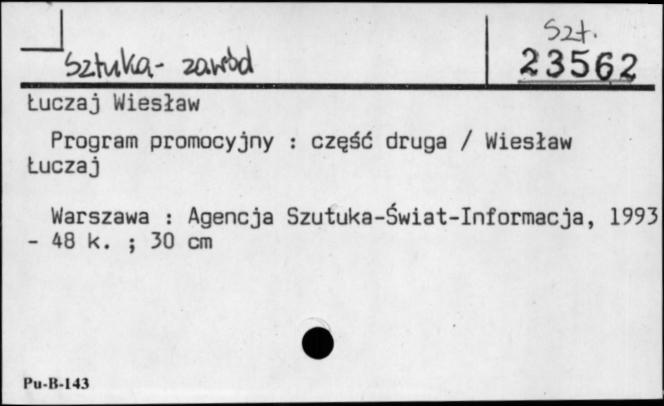 Szt.
Sztuka - zawód
23562
Łuczaj Wiesław
Program promocyjny : część druga / Wiesław
Łuczaj
Warszawa : Agencja Szutuka-Świat-Informacja, 1993
- 48 k. ; 30 cm
Pu-B-143